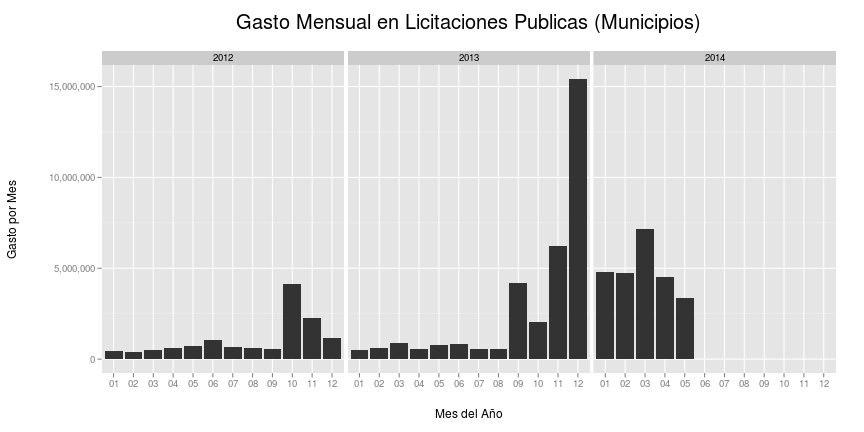 Gasto Mensual en Licitaciones Publicas (Municipios)
2012 2013 2014
15,000,000
10,000,000
5,000,000
0
Gasto por Mes
01 02 03 04 05 06 07 08 09 10 11 12 01 02 03 04 05 06 07 08 09 10 11 12 01 02 03 04 05 06 07 08 09 10 11 12
Mes del Año